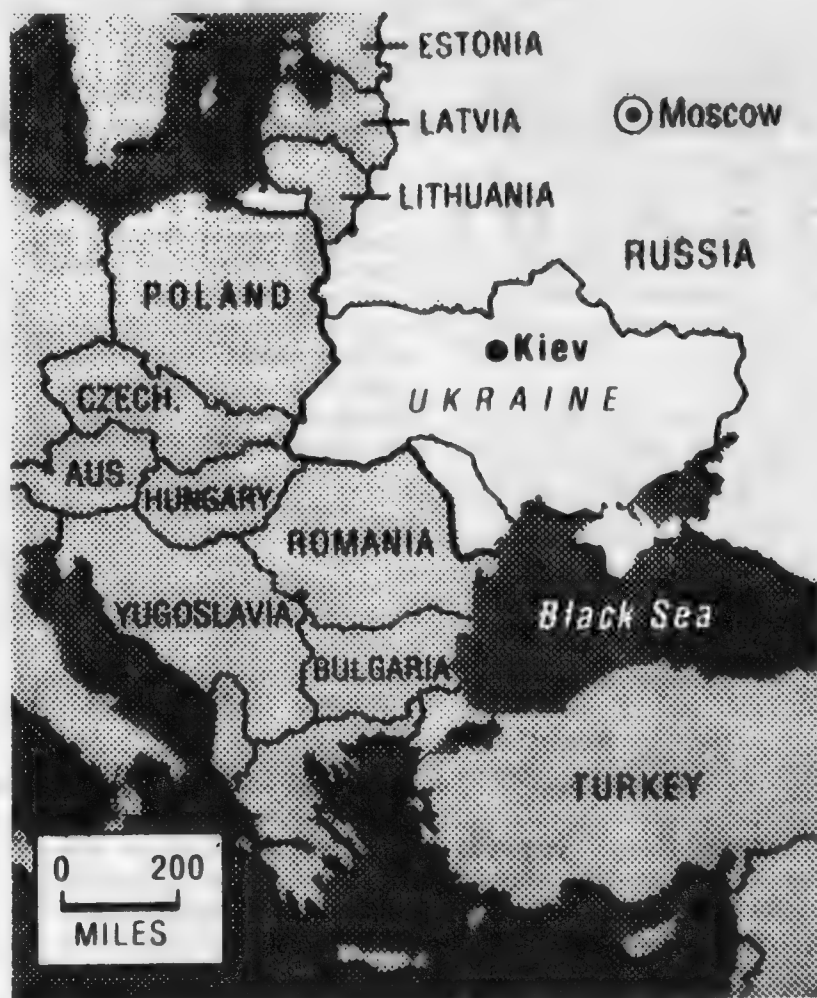 ESTONIA
LATVIA
Moscow
LITHUANIA
RUSSIA
POLAND
Kiev
UKRAINE
CZECH.
AUS.
HUNGARY
ROMANIA
YUGOSLAVIA
Black Sea
BULGARIA
TURKEY
0 200
MILES